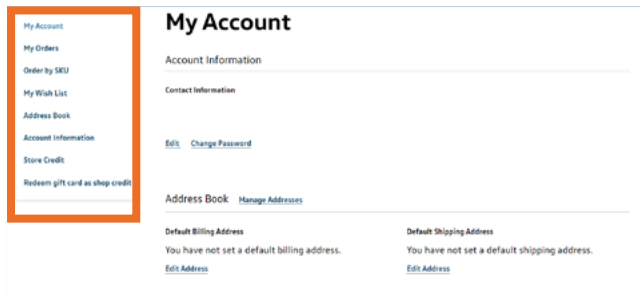 My Account
My Orders
Order by SKU
My Wish List
Address Book
Account Information
Store Credit
Redeem gift card as shop credit
My Account
Account Information
Contact Information
Edit Change Password
Address Book Manage Addresses
Default Billing Address
You have not set a default billing address.
Edit Address
Default Shipping Address
You have not set a default shipping address.
Edit Address